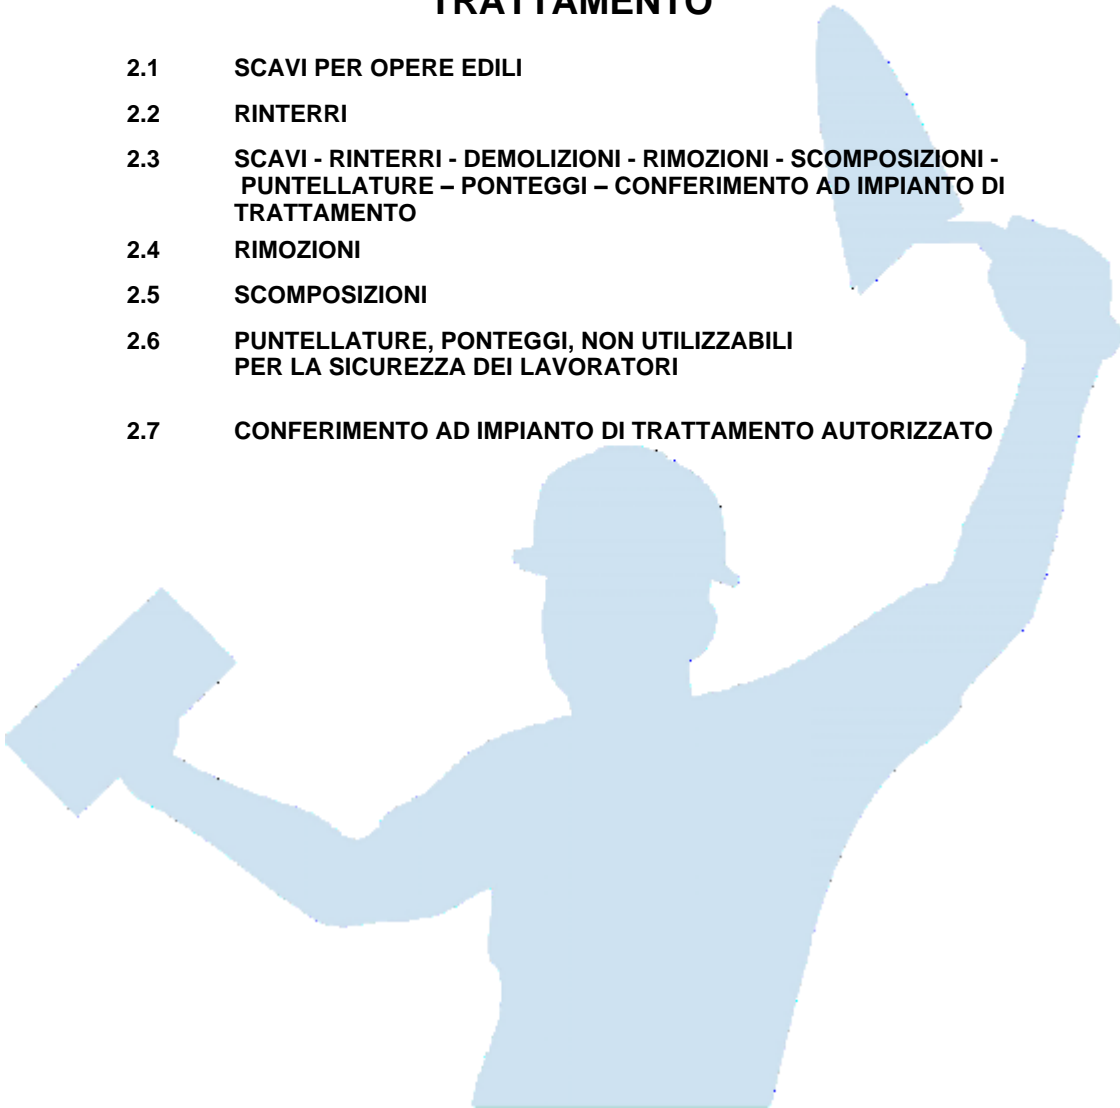 TRATTAMENTO
2.1 SCAVI PER OPERE EDILI
2.2 RINTERRI
2.3 SCAVI - RINTERRI - DEMOLIZIONI - RIMOZIONI - SCOMPOSIZIONI -
PUNTELLATURE – PONTEGGI – CONFERIMENTO AD IMPIANTO DI
TRATTAMENTO
2.4 RIMOZIONI
2.5 SCOMPOSIZIONI
2.6 PUNTELLATURE, PONTEGGI, NON UTILIZZABILI
PER LA SICUREZZA DEI LAVORATORI
2.7 CONFERIMENTO AD IMPIANTO DI TRATTAMENTO AUTORIZZATO